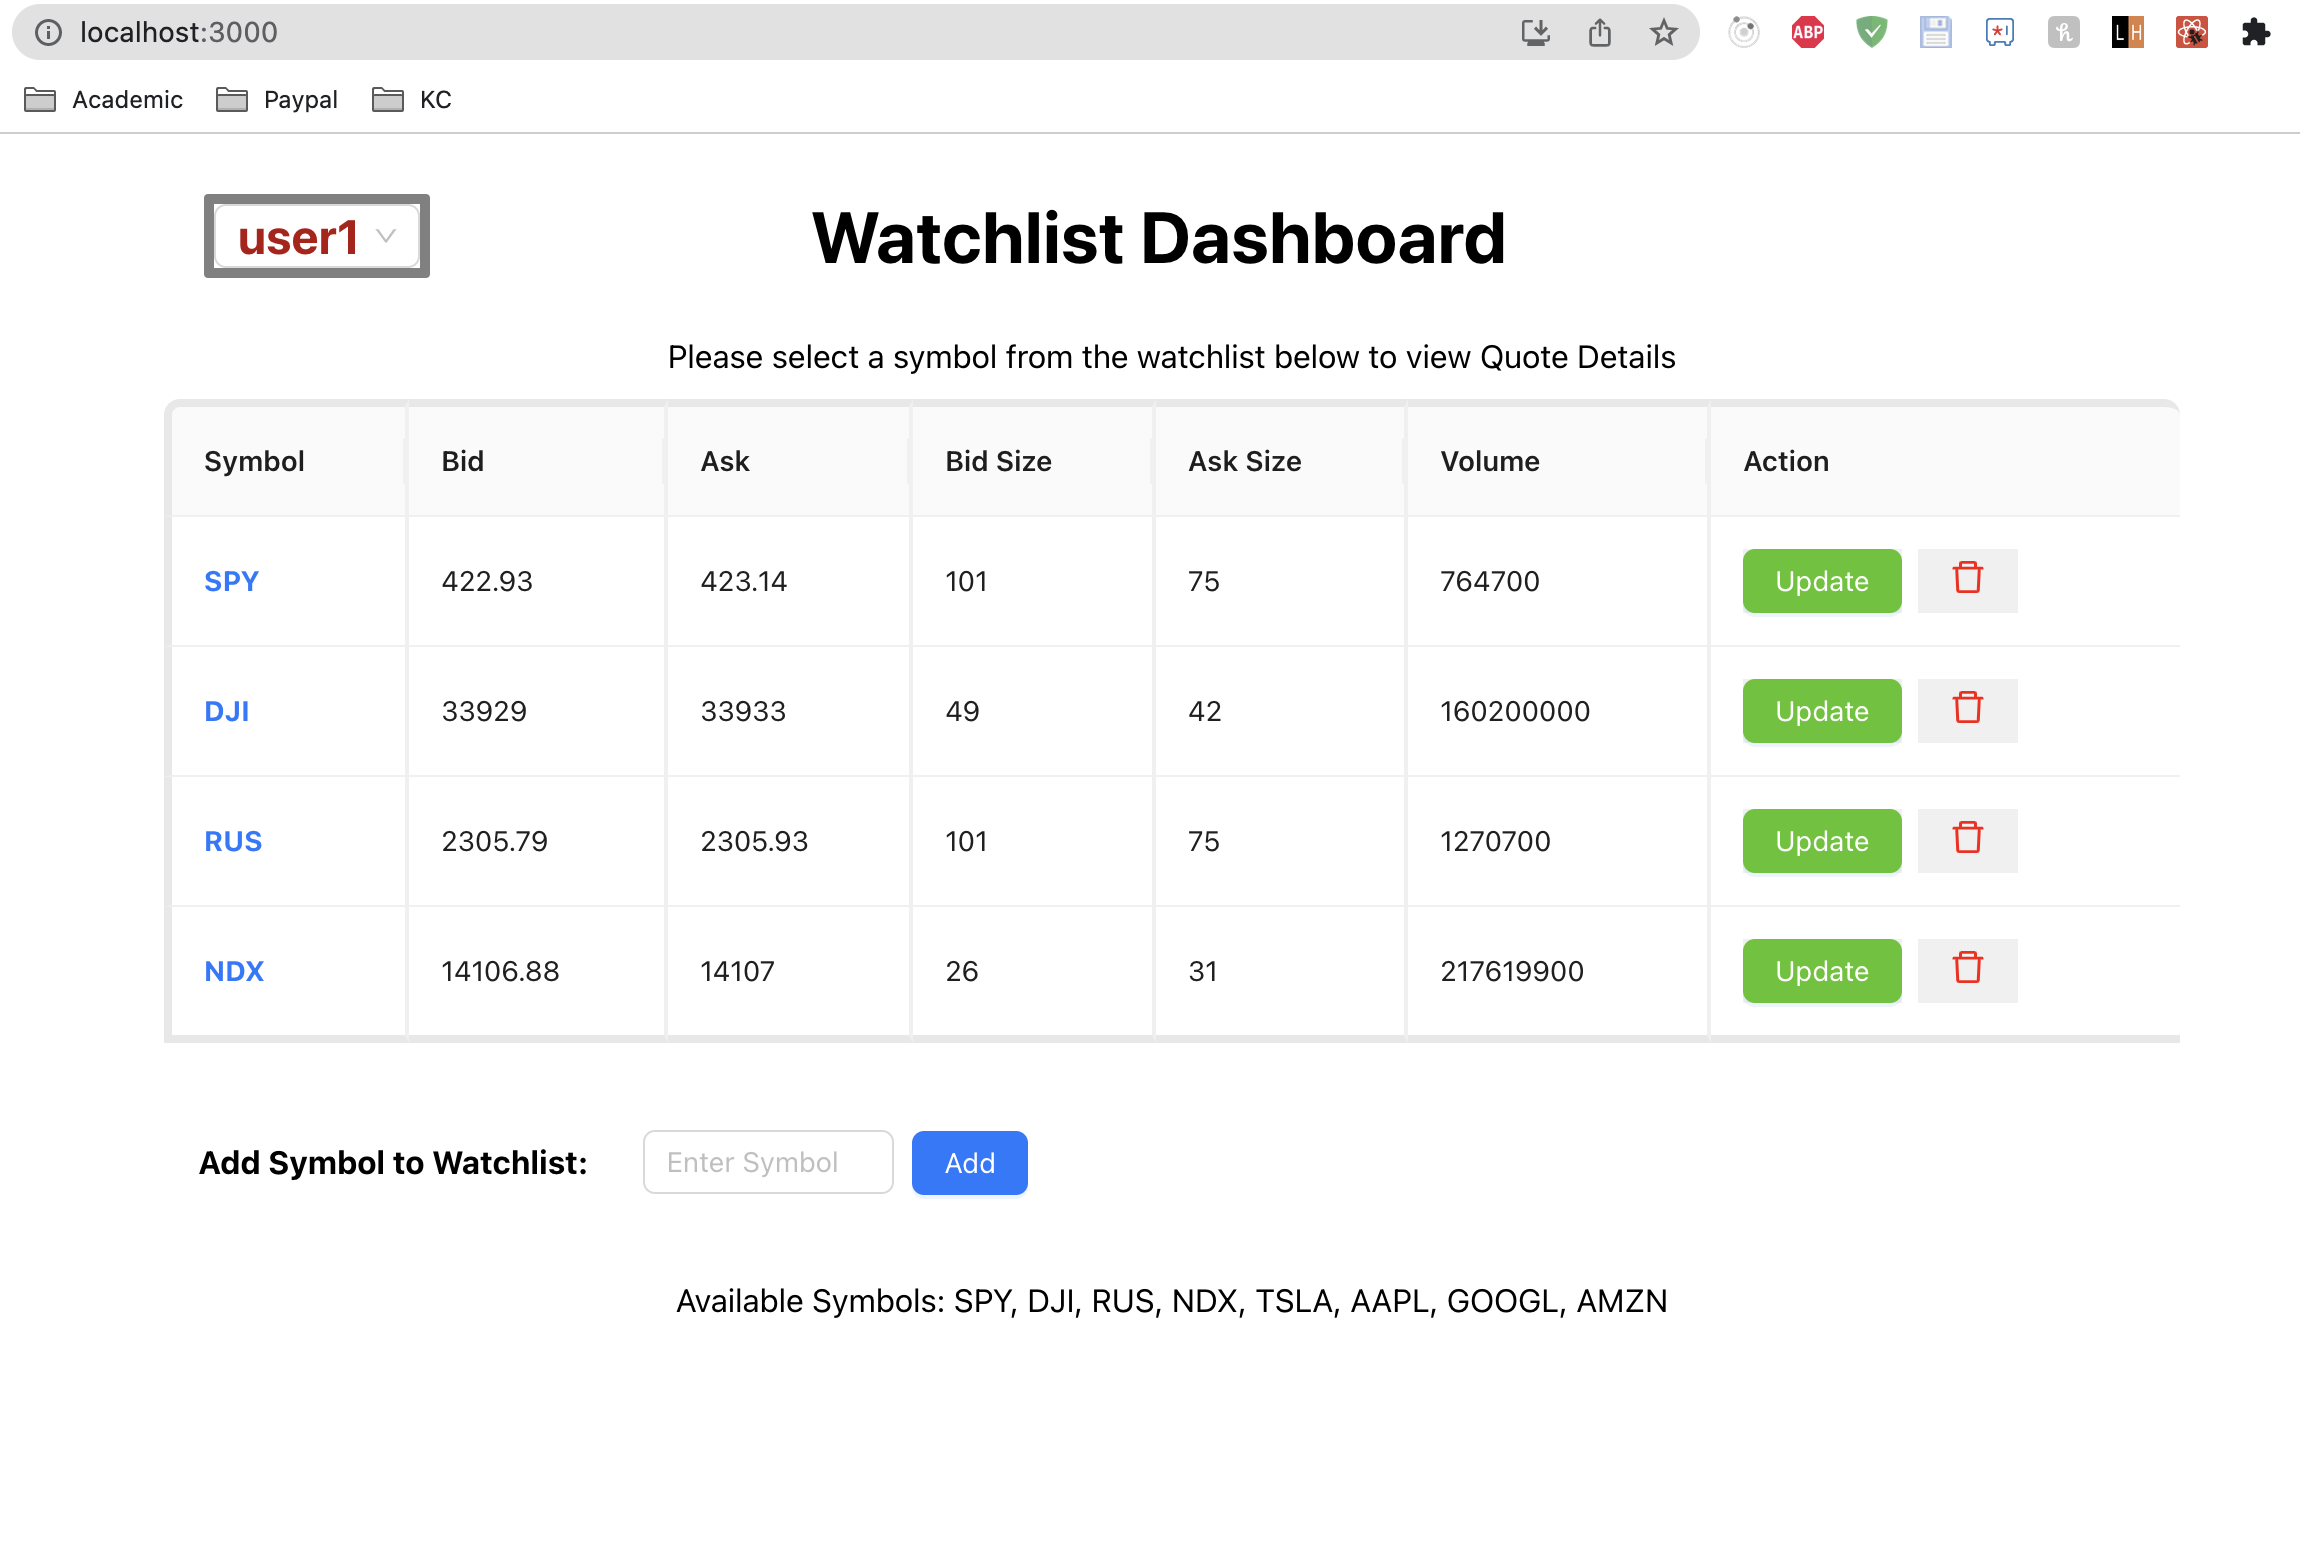 localhost:3000
ABP
LH
Academic Paypal KC
user1
Watchlist Dashboard
Please select a symbol from the watchlist below to view Quote Details
Symbol Bid Ask Bid Size Ask Size Volume Action
SPY 422.93 423.14 101 75 764700 Update
DJI 33929 33933 49 42 160200000 Update
RUS 2305.79 2305.93 101 75 1270700 Update
NDX 14106.88 14107 26 31 217619900 Update
Add Symbol to Watchlist: Enter Symbol Add
Available Symbols: SPY, DJI, RUS, NDX, TSLA, AAPL, GOOGL, AMZN